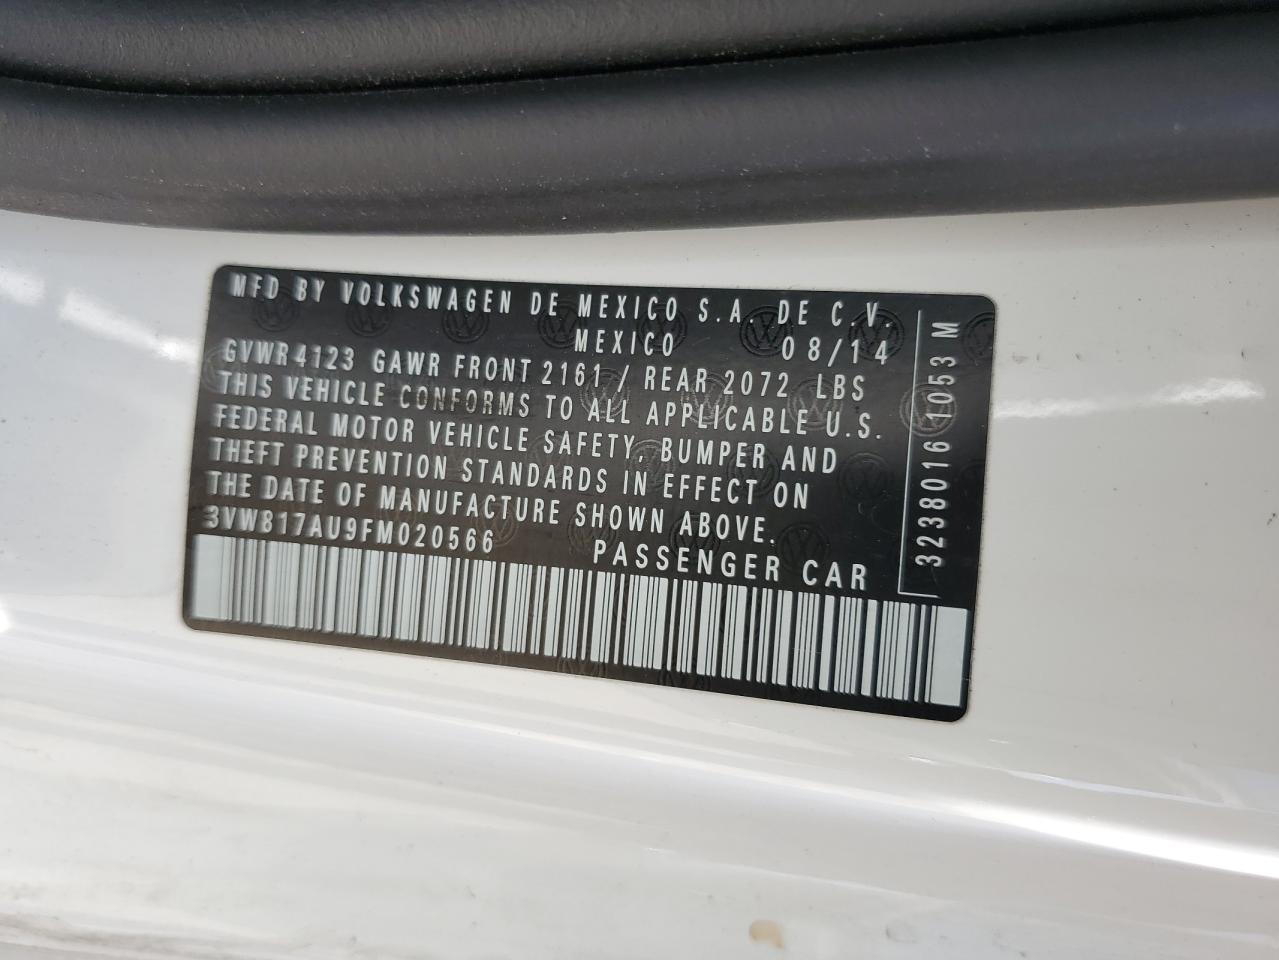 MFD BY VOLKSWAGEN DE MEXICO S.A. DE C.V.
MEXICO 08/14
GVWR 4123 GAWR FRONT 2161 / REAR 2072 LBS
THIS VEHICLE CONFORMS TO ALL APPLICABLE U.S.
FEDERAL MOTOR VEHICLE SAFETY, BUMPER AND
THEFT PREVENTION STANDARDS IN EFFECT ON
THE DATE OF MANUFACTURE SHOWN ABOVE.
3VW817AU9FM020566 PASSENGER CAR
3238016 1053 M